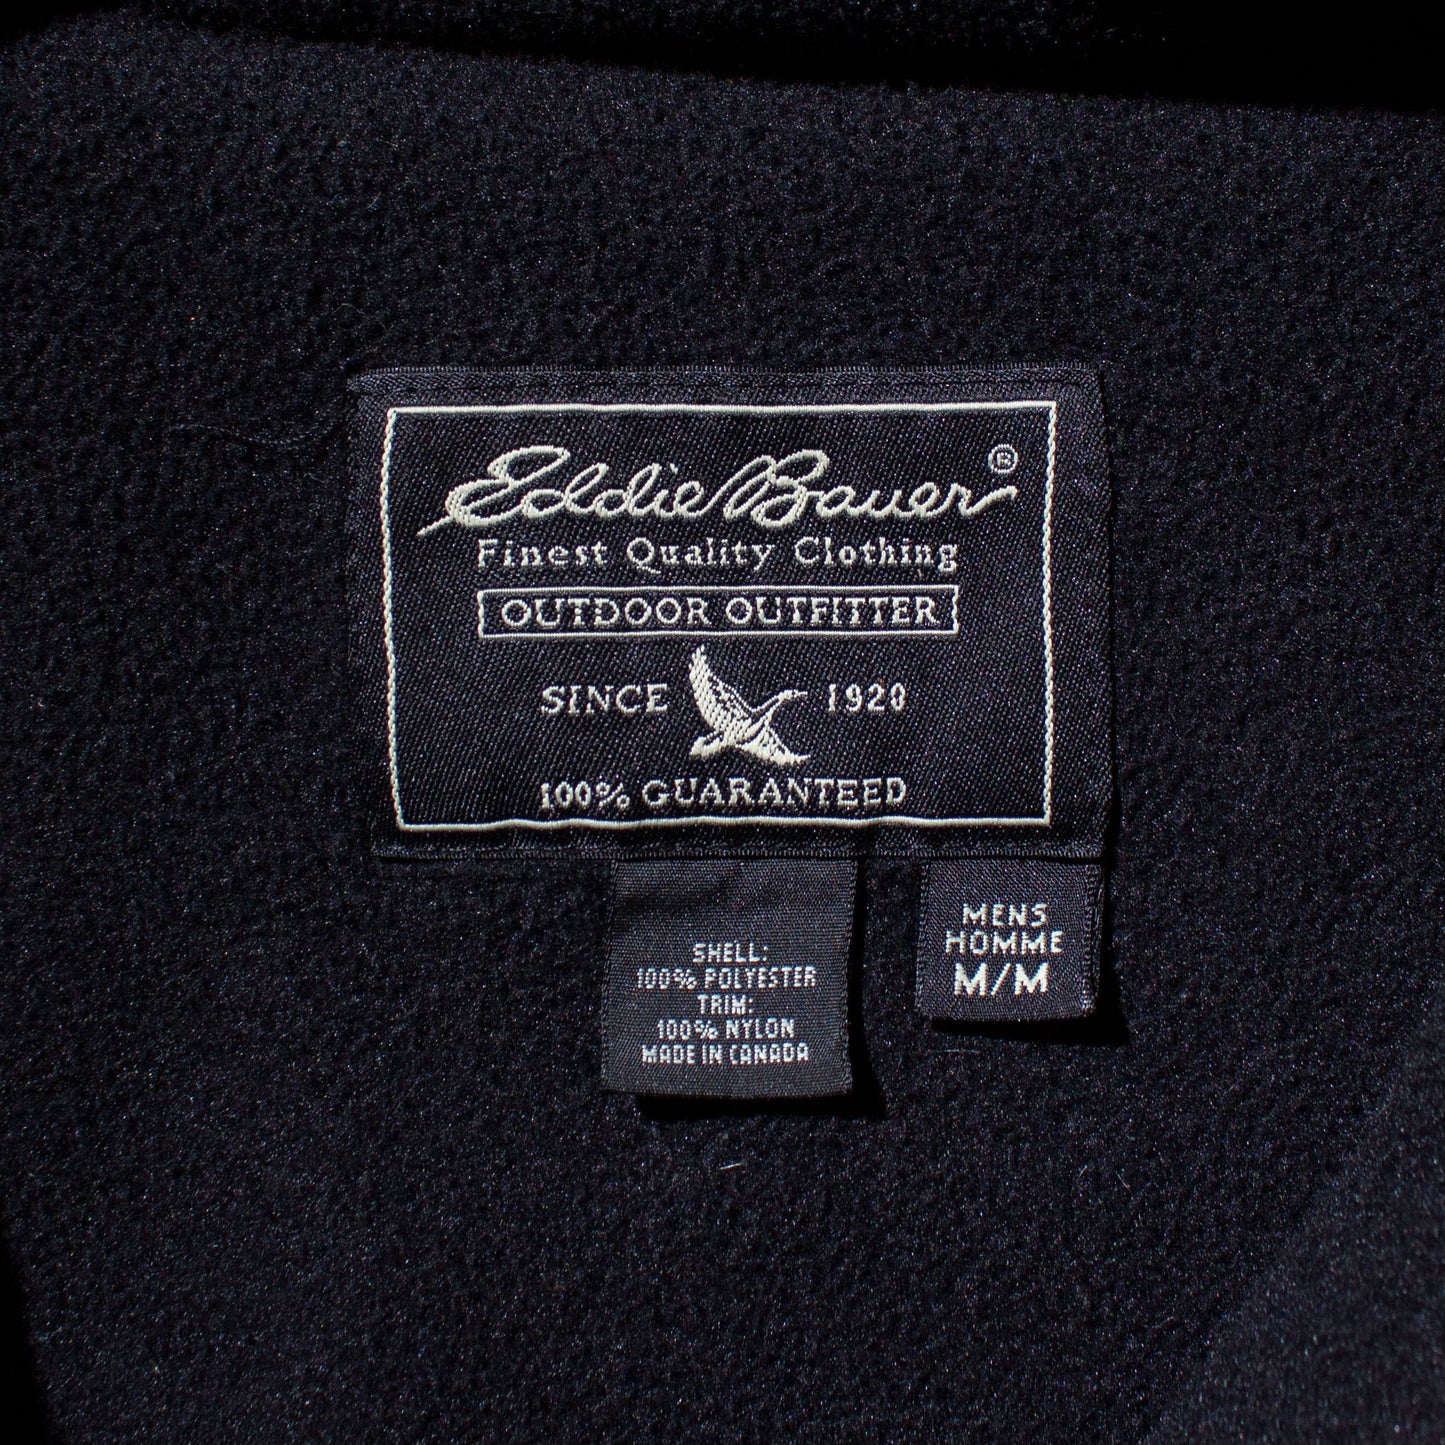 Eddie Bauer®
Finest Quality Clothing
OUTDOOR OUTFITTER
SINCE 1920
100% GUARANTEED
SHELL:
100% POLYESTER
TRIM:
100% NYLON
MADE IN CANADA
MENS
HOMME
M/M